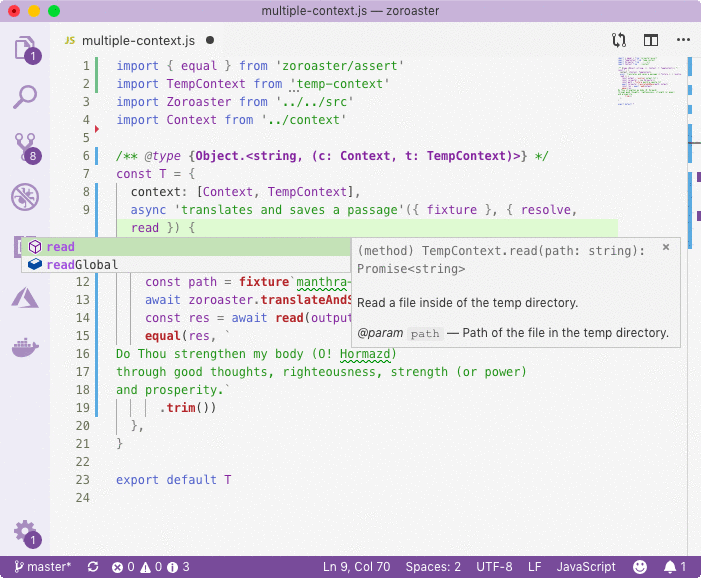 multiple-context.js — zoroaster
JS multiple-context.js
1 import { equal } from 'zoroaster/assert'
2 import TempContext from 'temp-context'
3 import Zoroaster from '../../src'
4 import Context from '../context'
5
6 /** @type {Object.<string, (c: Context, t: TempContext)>} */
7 const T = {
8 context: [Context, TempContext],
9 async 'translates and saves a passage'({ fixture }, { resolve,
read }) {
read
readGlobal
(method) TempContext.read(path: string):
Promise<string>
Read a file inside of the temp directory.
@param path — Path of the file in the temp directory.
12 const path = fixture`manthra-
13 await zoroaster.translateAndS
14 const res = await read(output
15 equal(res, `
16 Do Thou strengthen my body (O! Hormazd)
17 through good thoughts, righteousness, strength (or power)
18 and prosperity.`
19 .trim())
20 },
21 }
22
23 export default T
24
1
8
1
master* 0 0 3 Ln 9, Col 70 Spaces: 2 UTF-8 LF JavaScript 1